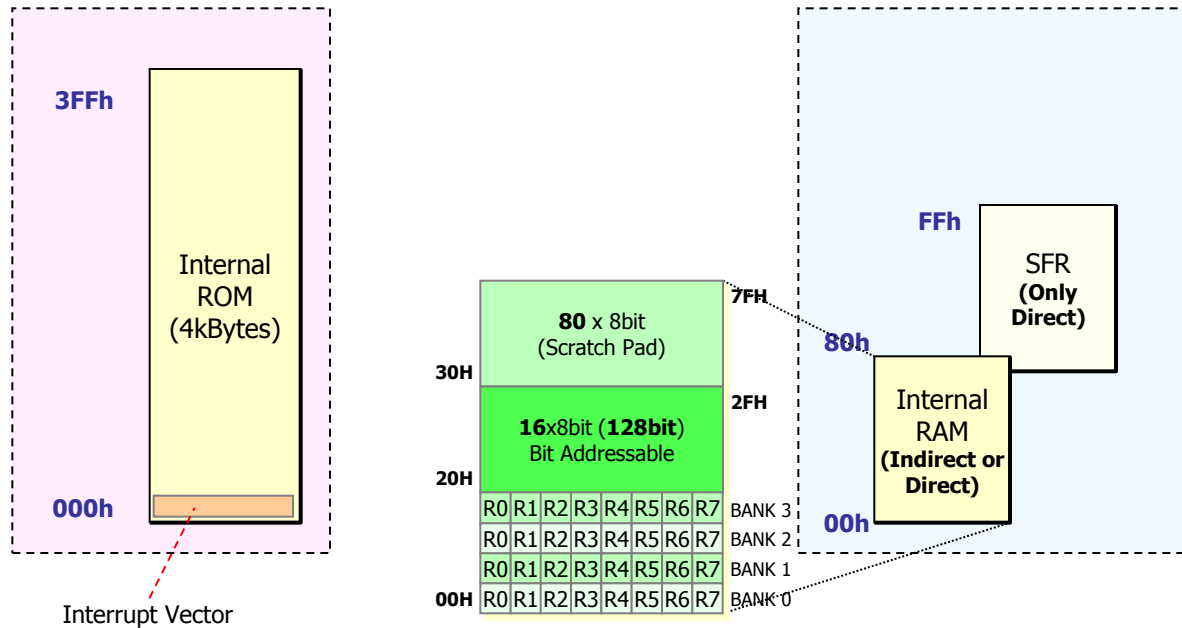 3FFh
Internal
ROM
(4kBytes)
000h
Interrupt Vector
80 x 8bit
(Scratch Pad)
7FH
30H
2FH
16x8bit (128bit)
Bit Addressable
20H
R0 R1 R2 R3 R4 R5 R6 R7 BANK 3
R0 R1 R2 R3 R4 R5 R6 R7 BANK 2
R0 R1 R2 R3 R4 R5 R6 R7 BANK 1
00H R0 R1 R2 R3 R4 R5 R6 R7 BANK 0
FFh
SFR
(Only
Direct)
80h
Internal
RAM
(Indirect or
Direct)
00h